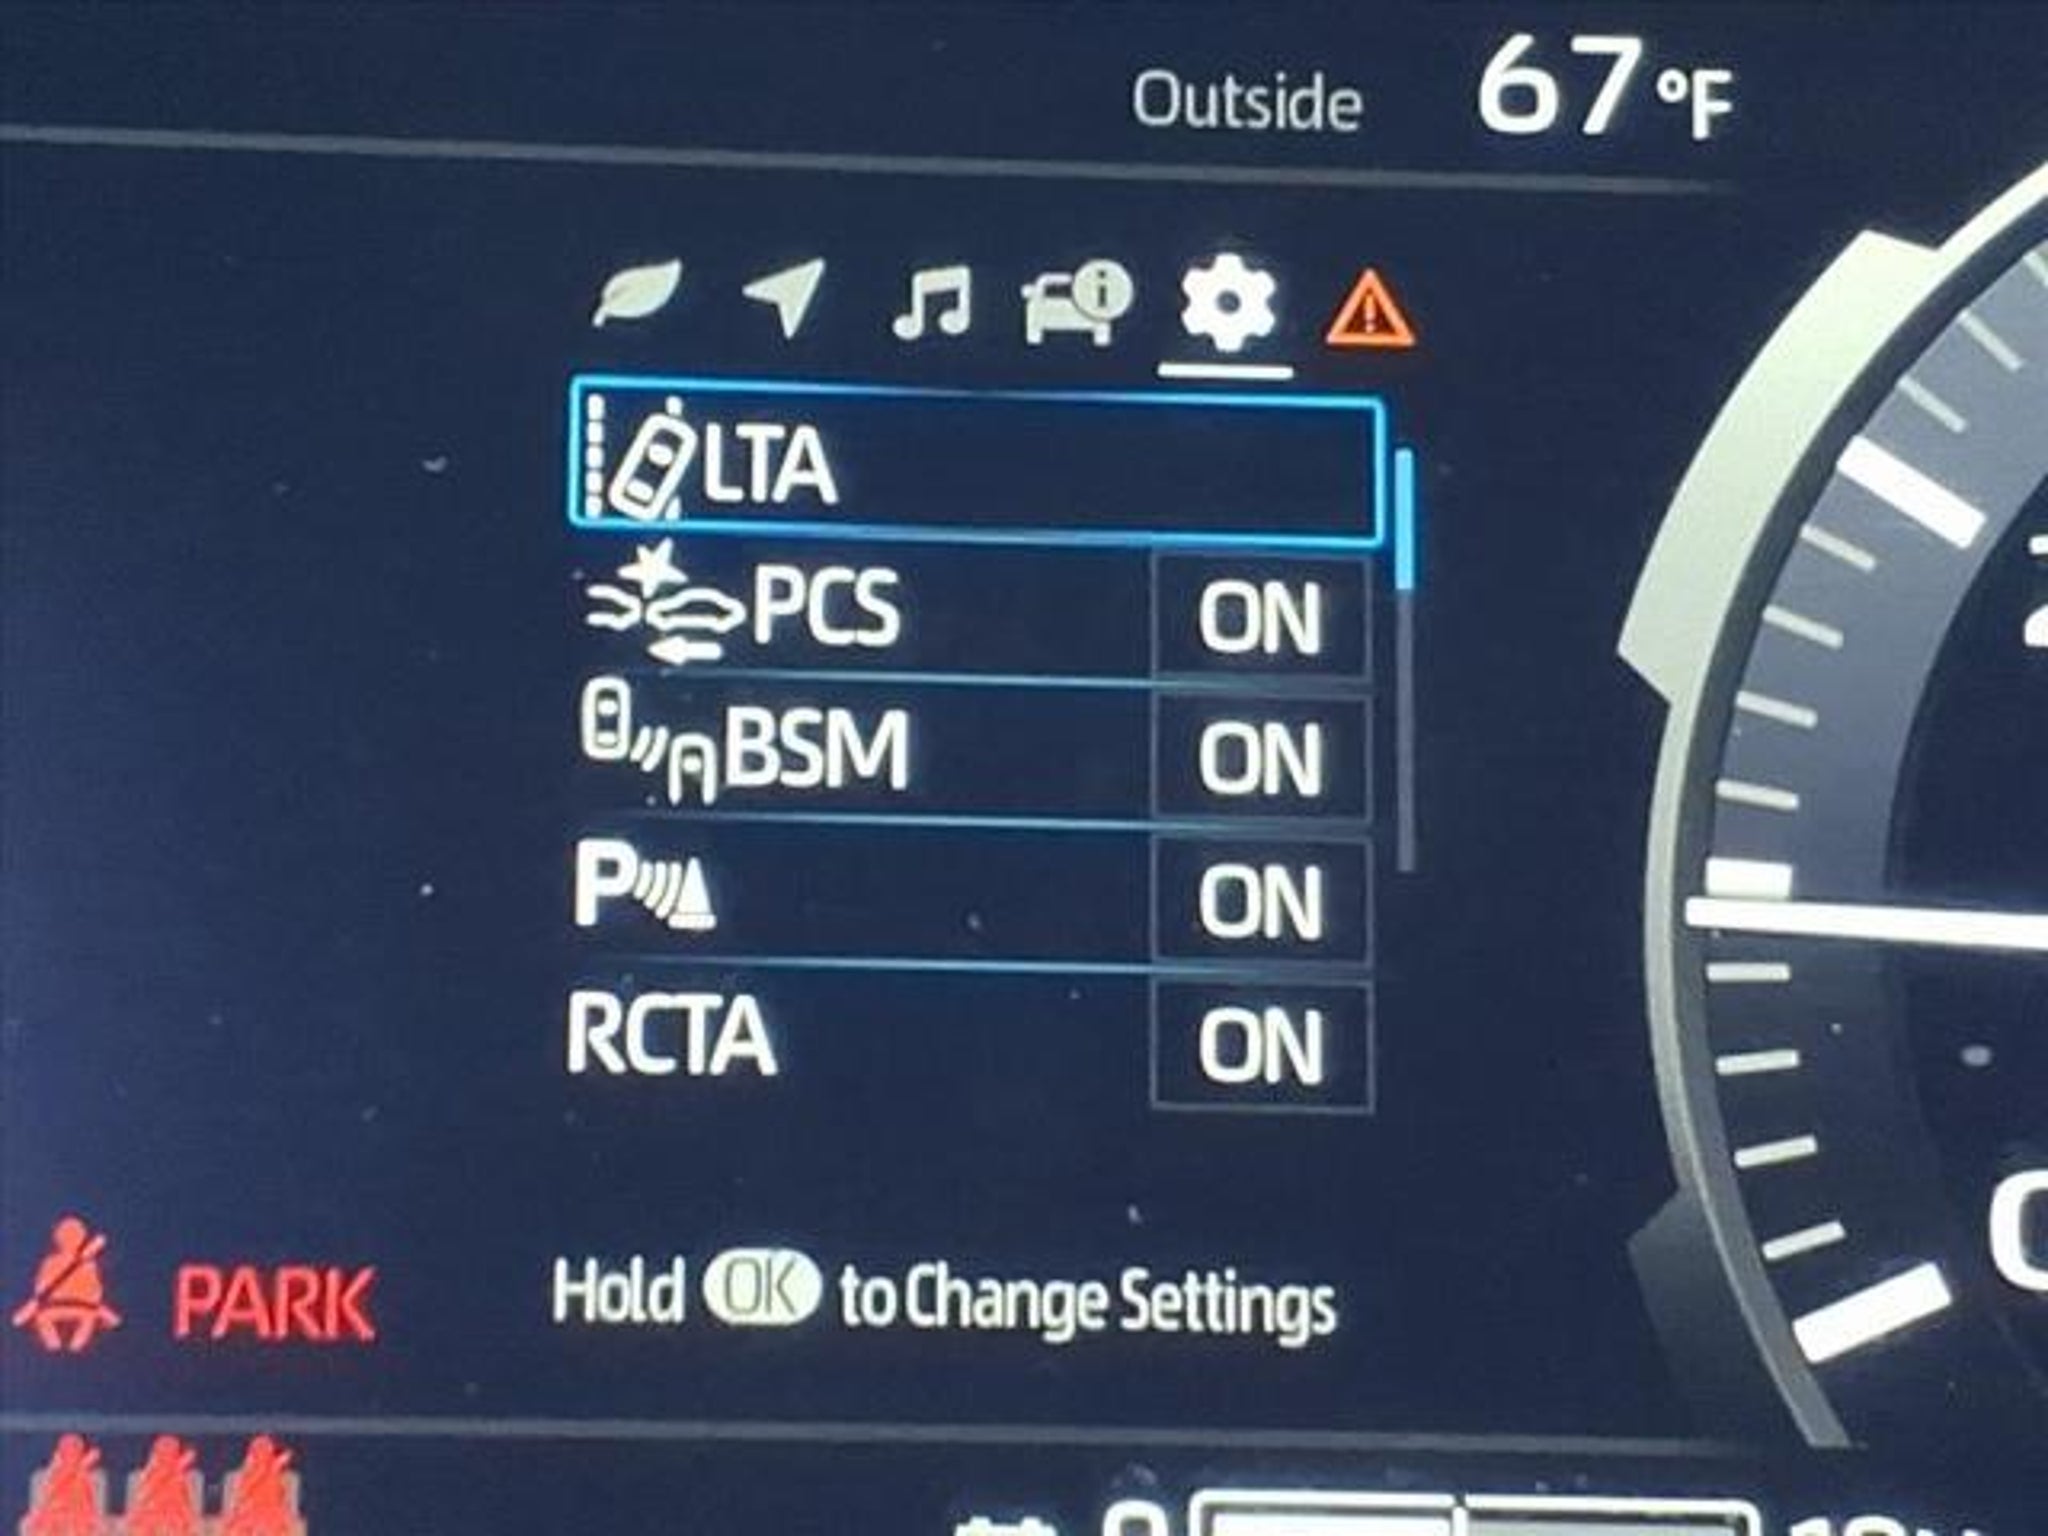 Outside 67°F
LTA
PCS ON
BSM ON
P ON
RCTA ON
PARK
Hold OK to Change Settings